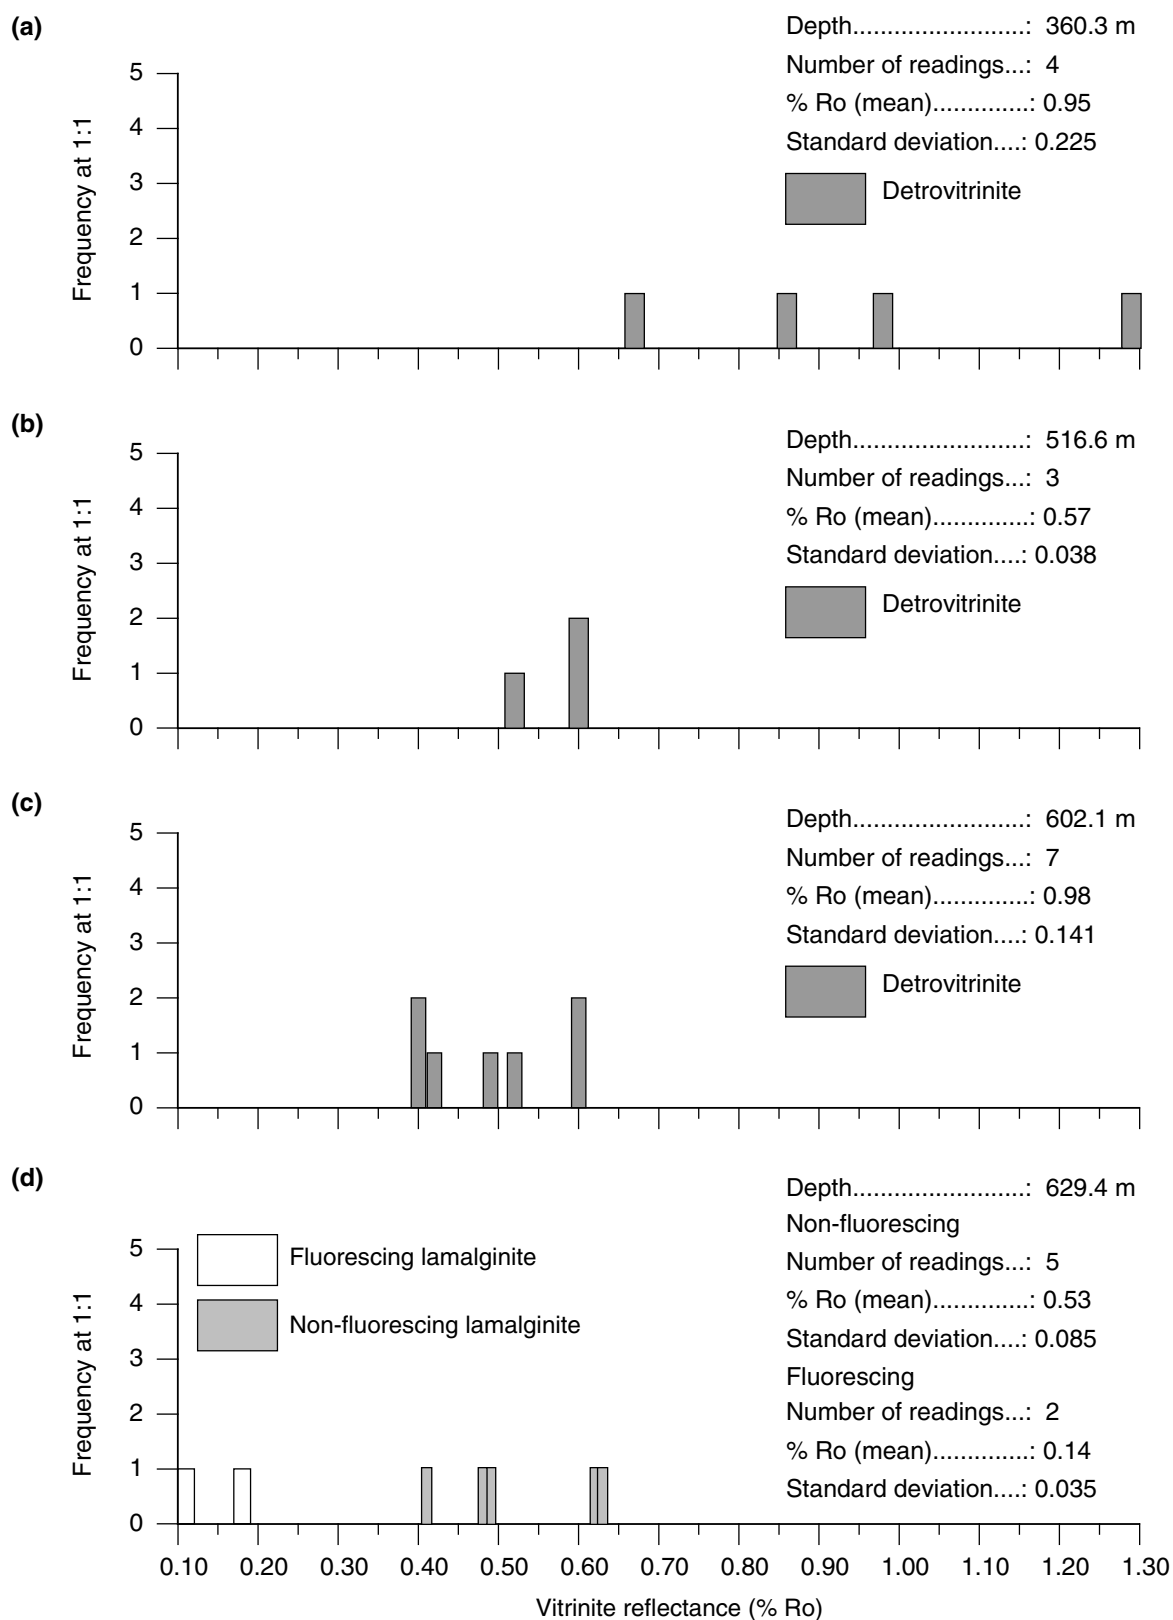 (a)
Depth.........................: 360.3 m
Number of readings...: 4
% Ro (mean)..............: 0.95
Standard deviation....: 0.225
Detrovitrinite
Frequency at 1:1
5
4
3
2
1
0
(b)
Depth.........................: 516.6 m
Number of readings...: 3
% Ro (mean)..............: 0.57
Standard deviation....: 0.038
Detrovitrinite
Frequency at 1:1
5
4
3
2
1
0
(c)
Depth.........................: 602.1 m
Number of readings...: 7
% Ro (mean)..............: 0.98
Standard deviation....: 0.141
Detrovitrinite
Frequency at 1:1
5
4
3
2
1
0
(d)
Depth.........................: 629.4 m
Non-fluorescing
Number of readings...: 5
% Ro (mean)..............: 0.53
Standard deviation....: 0.085
Fluorescing
Number of readings...: 2
% Ro (mean)..............: 0.14
Standard deviation....: 0.035
Fluorescing lamalginite
Non-fluorescing lamalginite
Frequency at 1:1
5
4
3
2
1
0
0.10 0.20 0.30 0.40 0.50 0.60 0.70 0.80 0.90 1.00 1.10 1.20 1.30
Vitrinite reflectance (% Ro)